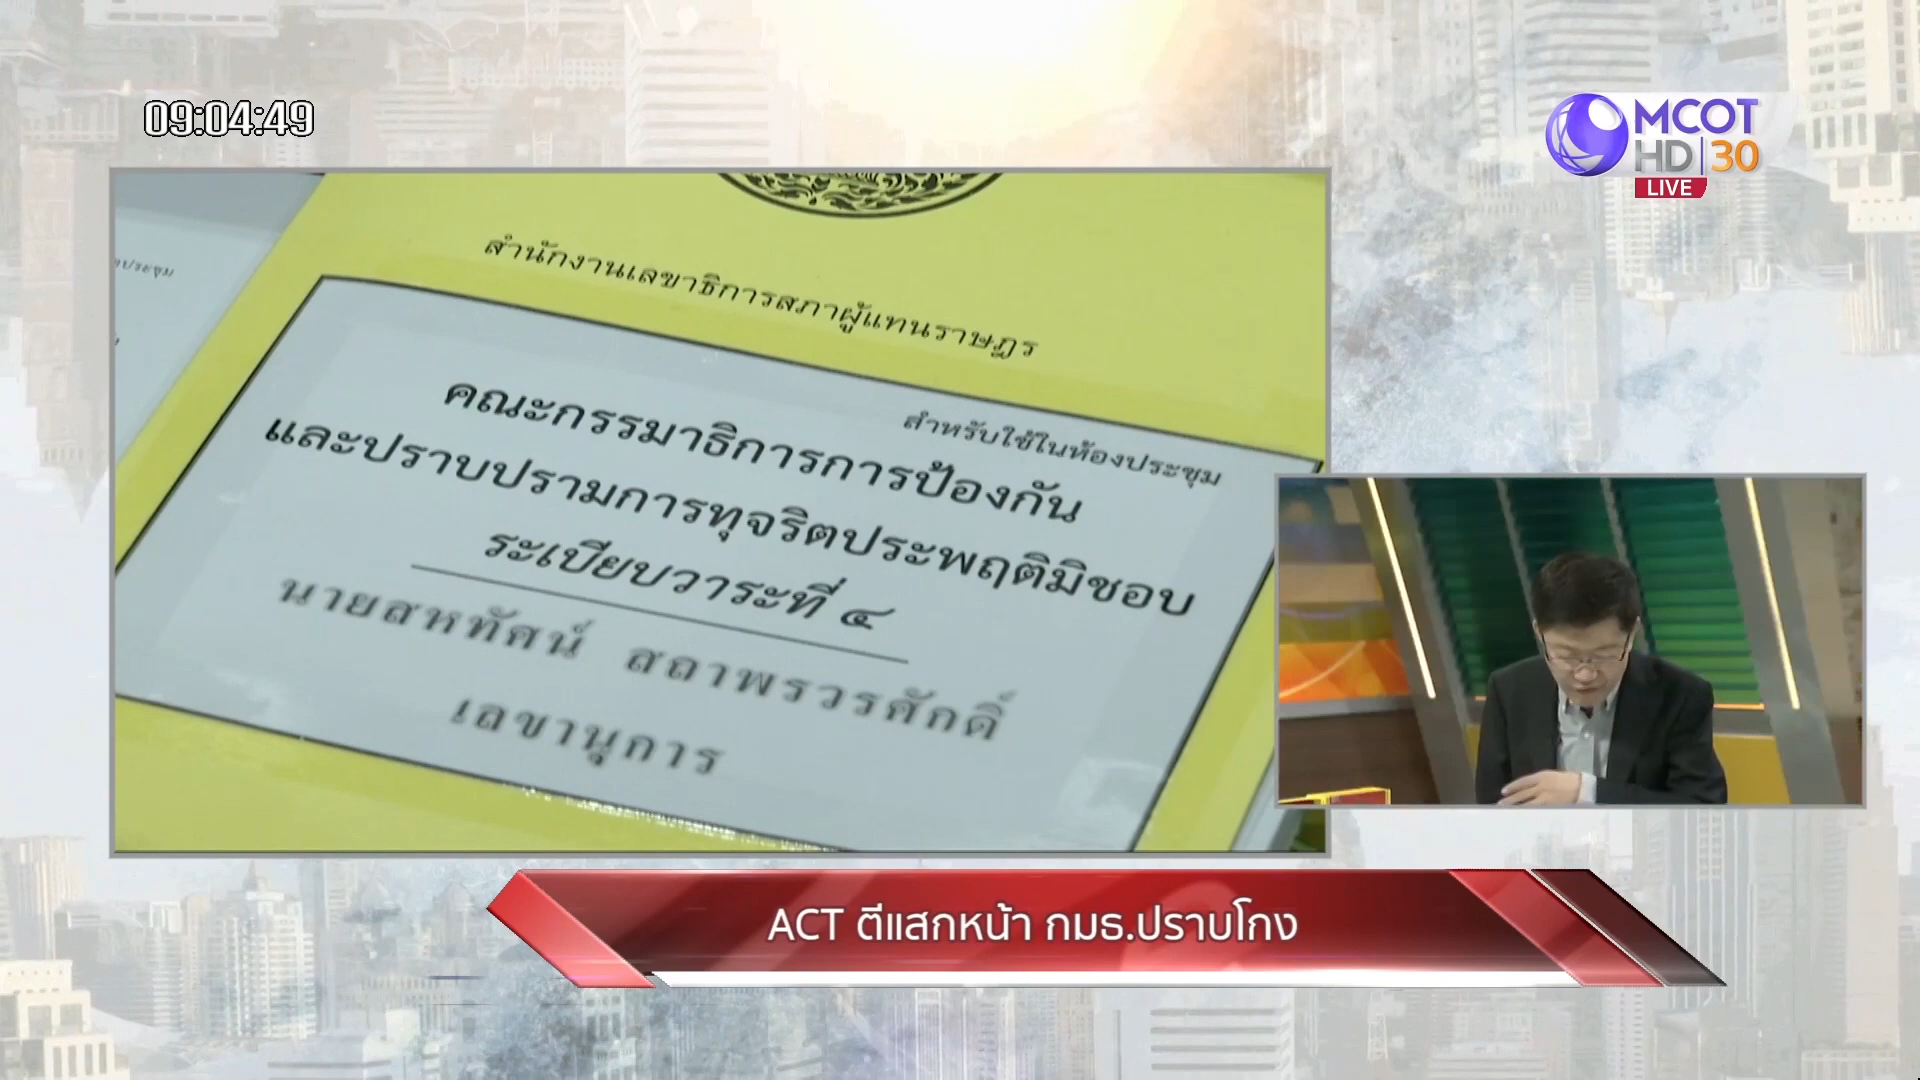 09:04:49
MCOT
HD 30
LIVE
สำนักงานเลขาธิการสภาผู้แทนราษฎร
สำหรับใช้ในห้องประชุม
คณะกรรมาธิการการป้องกัน
และปราบปรามการทุจริตประพฤติมิชอบ
ระเบียบวาระที่ ๔
นายสหทัศน์ สถาพรวรศักดิ์
เลขานุการ
ACT ตีแสกหน้า กมธ.ปราบโกง